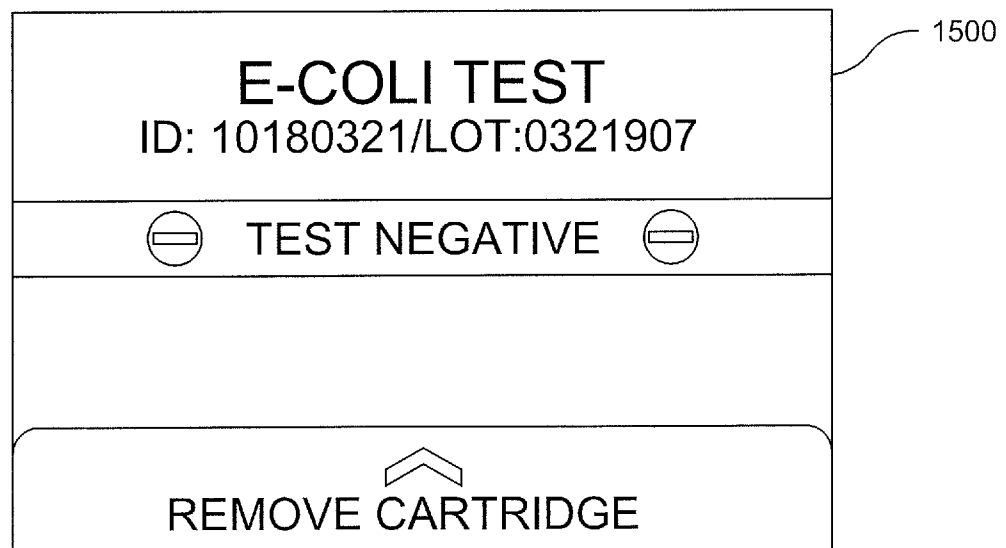 1500
E-COLI TEST
ID: 10180321/LOT:0321907
TEST NEGATIVE
REMOVE CARTRIDGE